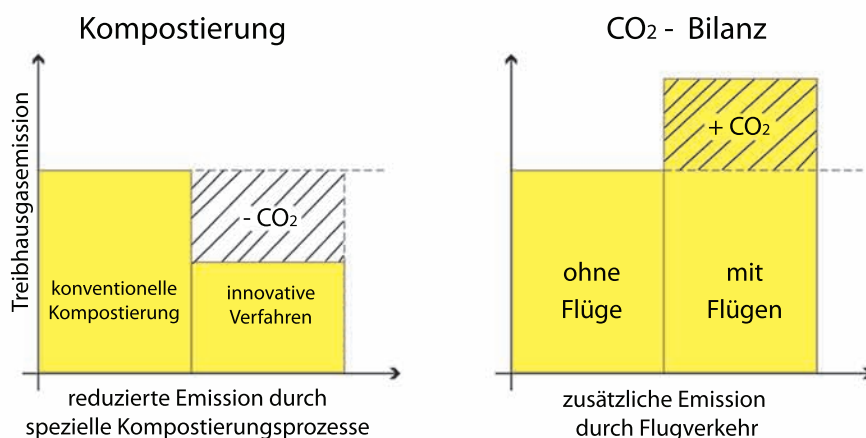 Kompostierung
Treibhausgasemission
- CO₂
konventionelle
Kompostierung
innovative
Verfahren
reduzierte Emission durch
spezielle Kompostierungsprozesse
CO₂ - Bilanz
+ CO₂
ohne
Flüge
mit
Flügen
zusätzliche Emission
durch Flugverkehr